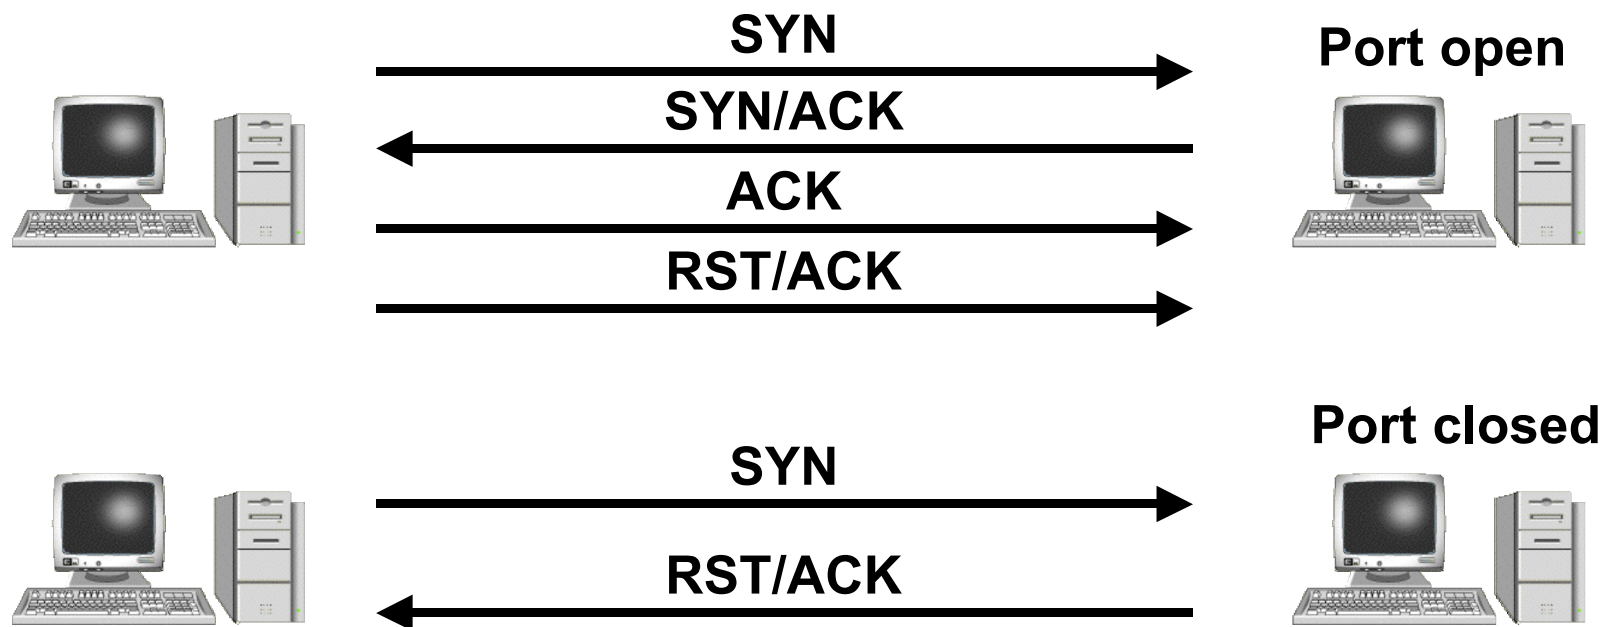 SYN
Port open
SYN/ACK
ACK
RST/ACK
Port closed
SYN
RST/ACK